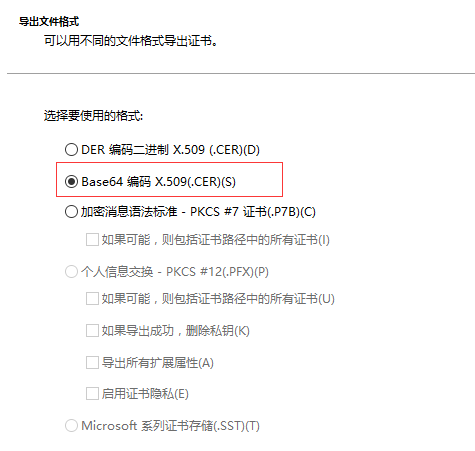 导出文件格式
可以用不同的文件格式导出证书。
选择要使用的格式:
DER 编码二进制 X.509 (.CER)(D)
Base64 编码 X.509(.CER)(S)
加密消息语法标准 - PKCS #7 证书(.P7B)(C)
如果可能，则包括证书路径中的所有证书(I)
个人信息交换 - PKCS #12(.PFX)(P)
如果可能，则包括证书路径中的所有证书(U)
如果导出成功，删除私钥(K)
导出所有扩展属性(A)
启用证书隐私(E)
Microsoft 系列证书存储(.SST)(T)